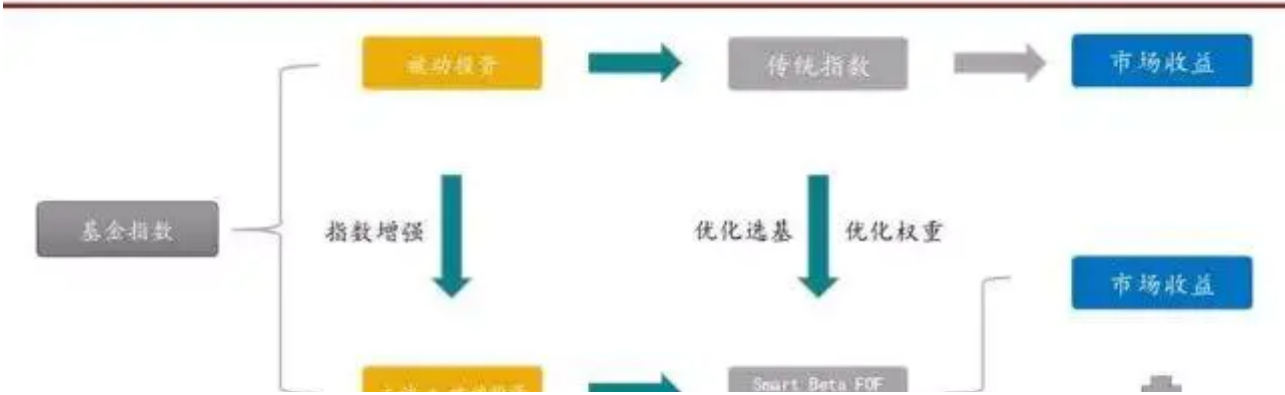 被动投资
传统指数
市场收益
基金指数
指数增强
优化选基
优化权重
市场收益
Smart Beta FOF